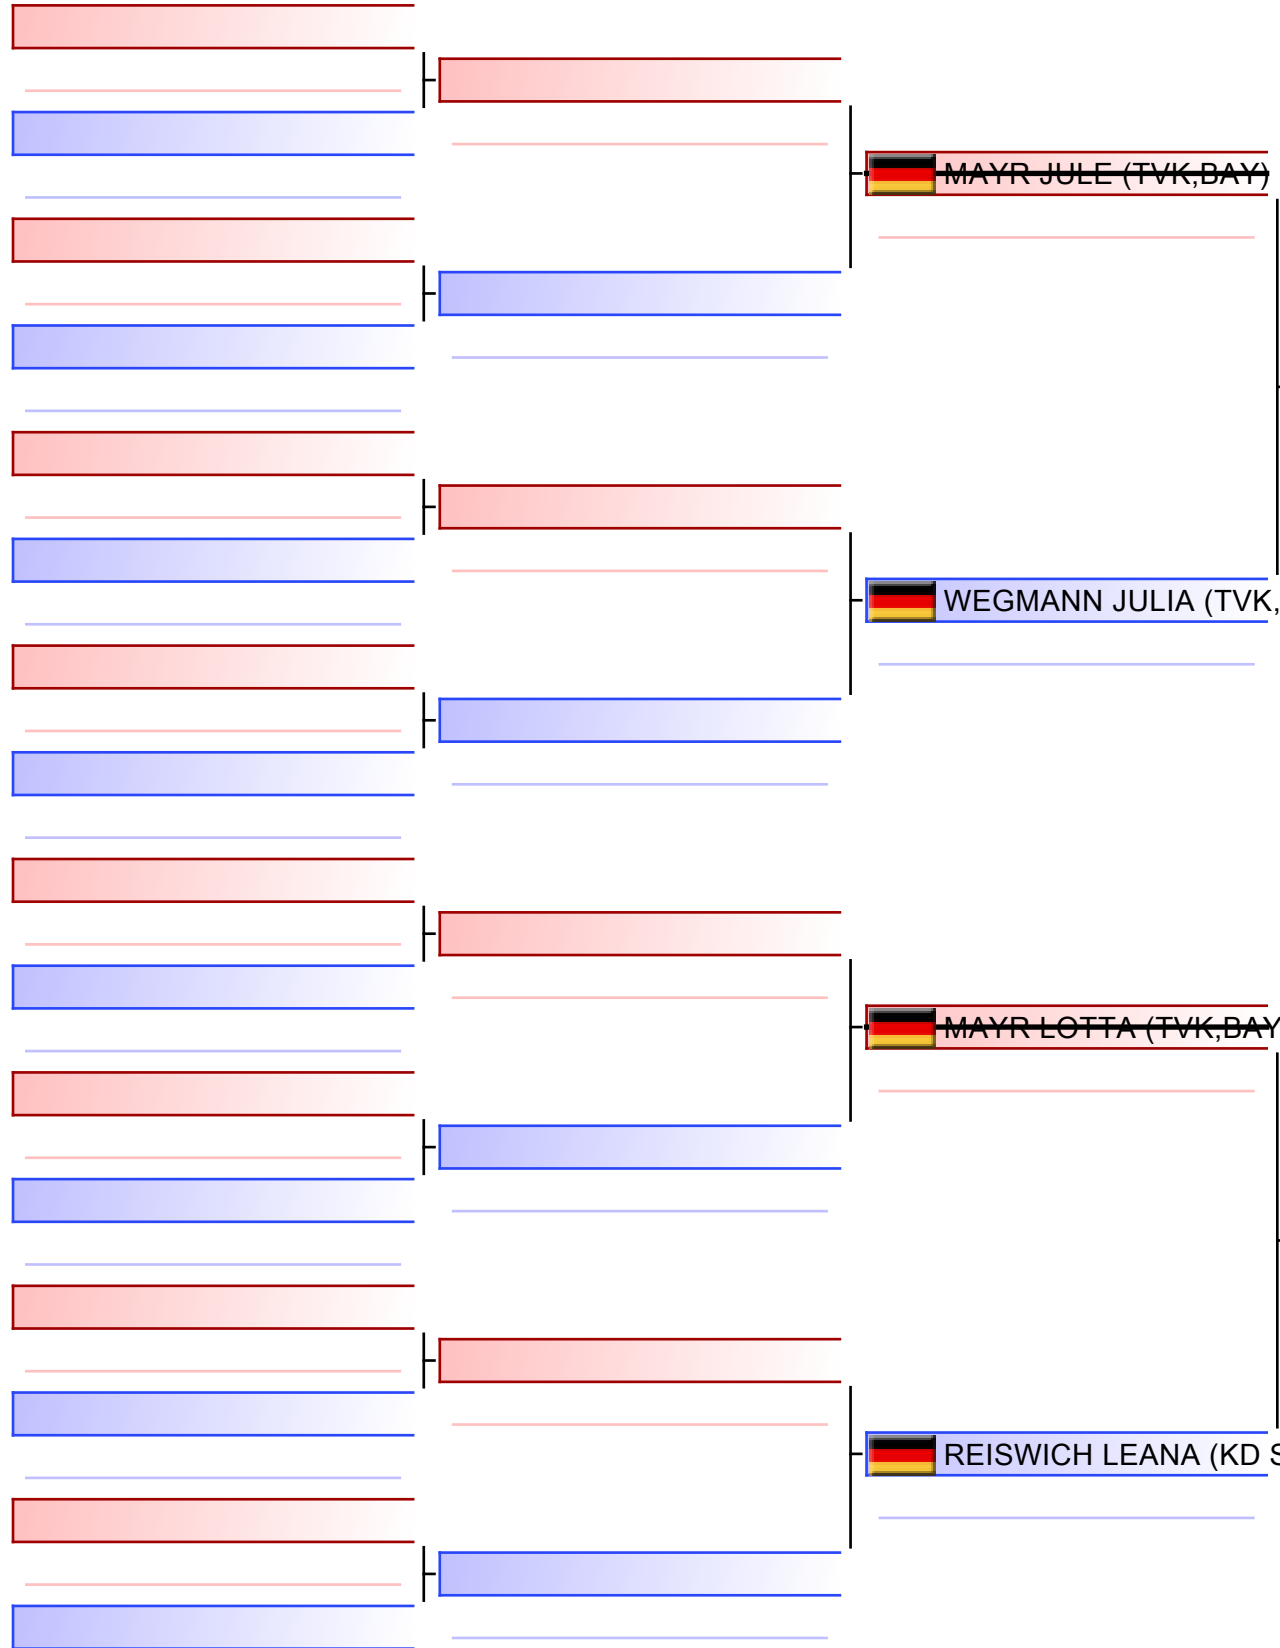 MAYR JULE (TVK,BAY)
WEGMANN JULIA (TVK,
MAYR LOTTA (TVK,BAY
REISWICH LEANA (KD